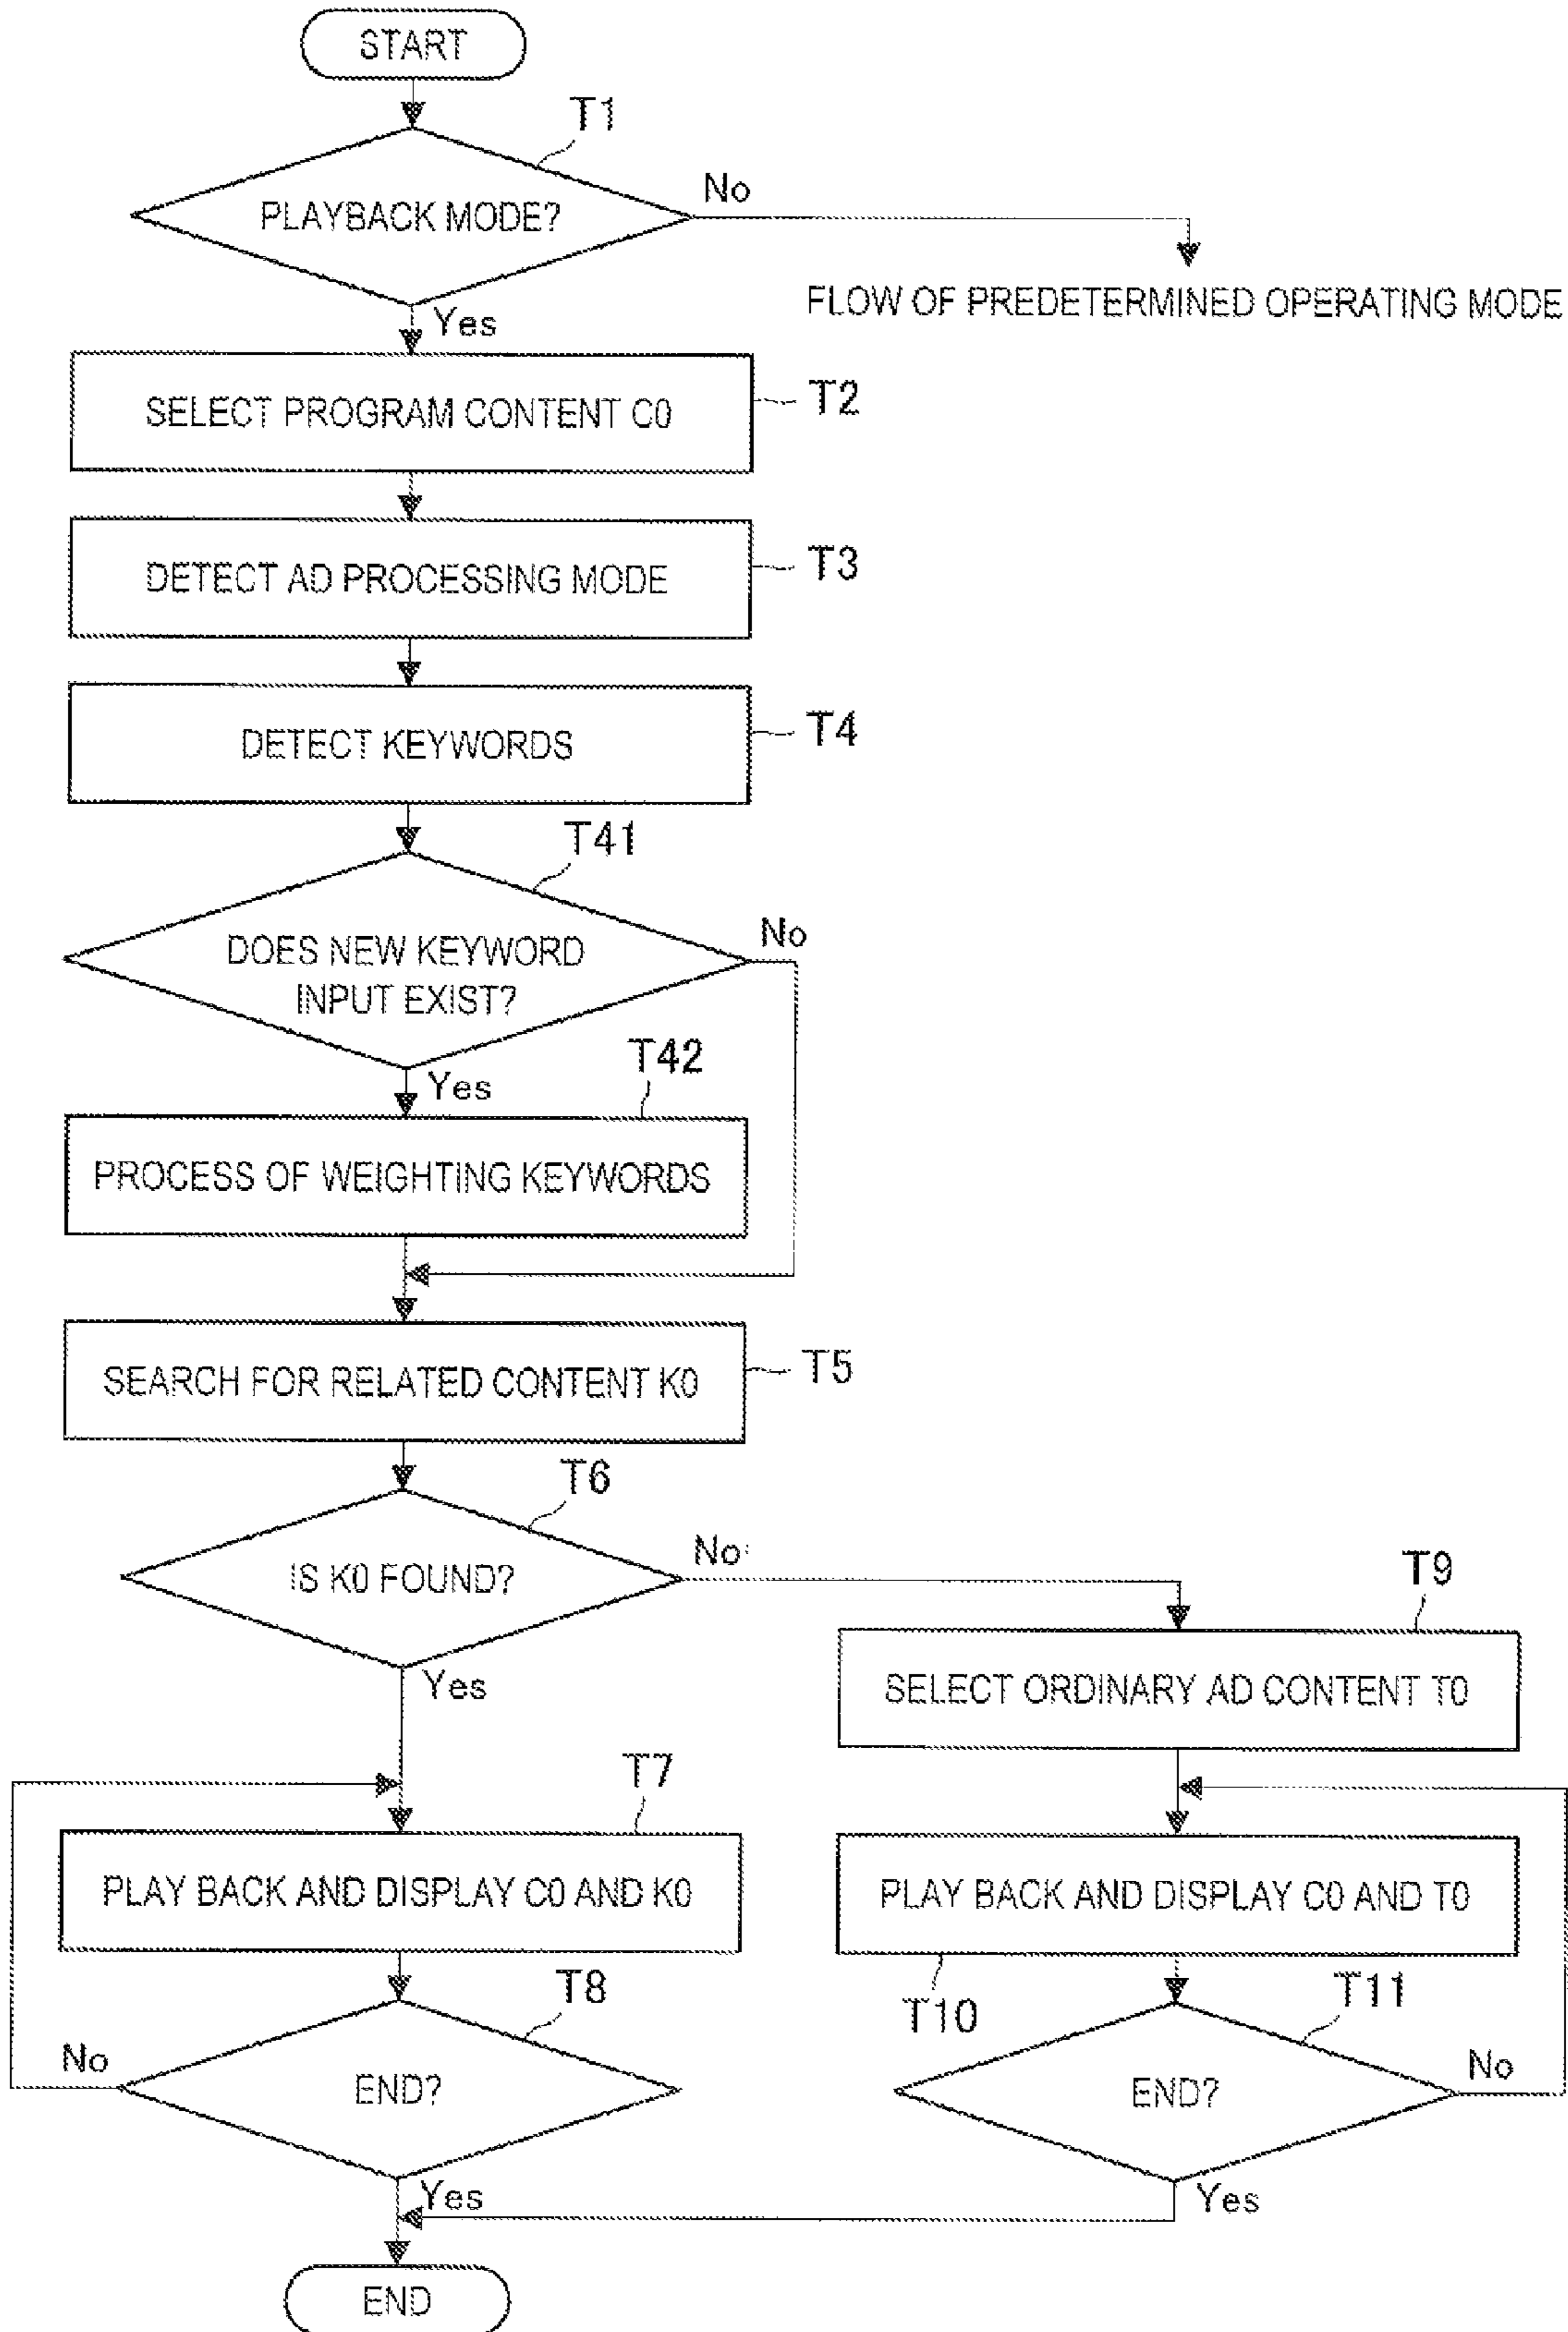 START
T1
PLAYBACK MODE?
No
FLOW OF PREDETERMINED OPERATING MODE
Yes
SELECT PROGRAM CONTENT C0
T2
DETECT AD PROCESSING MODE
T3
DETECT KEYWORDS
T4
T41
DOES NEW KEYWORD
INPUT EXIST?
No
Yes
T42
PROCESS OF WEIGHTING KEYWORDS
SEARCH FOR RELATED CONTENT K0
T5
T6
IS K0 FOUND?
No
Yes
T9
SELECT ORDINARY AD CONTENT T0
T7
PLAY BACK AND DISPLAY C0 AND K0
PLAY BACK AND DISPLAY C0 AND T0
T10
T8
END?
No
Yes
T11
END?
No
Yes
END